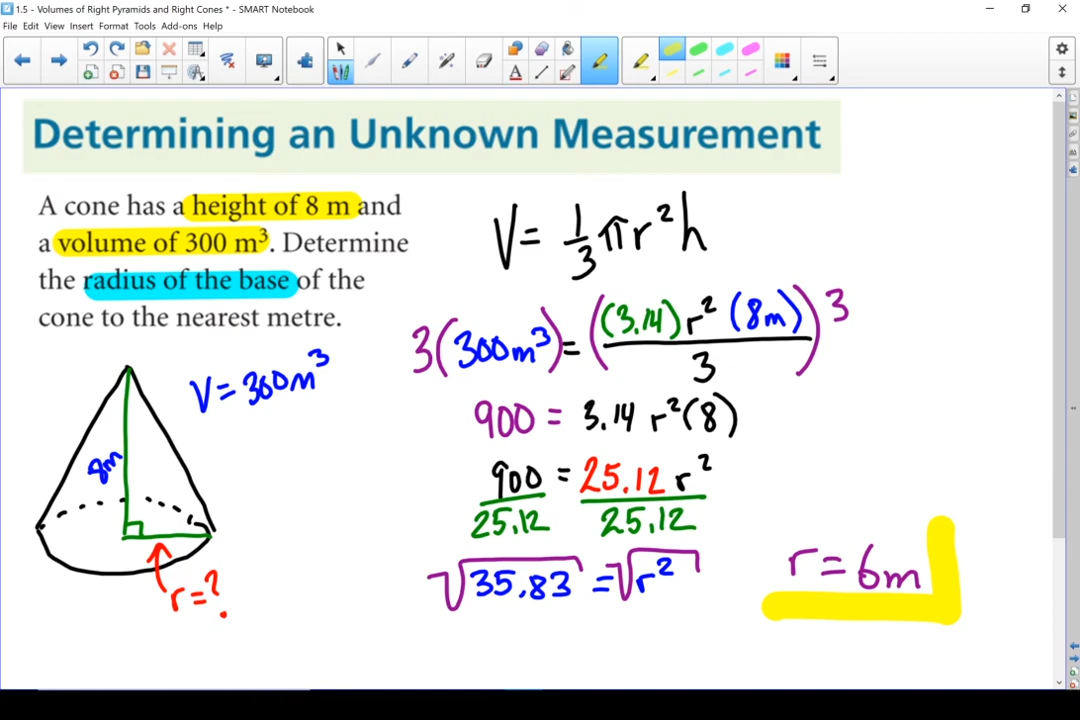 1.5 - Volumes of Right Pyramids and Right Cones * - SMART Notebook
File Edit View Insert Format Tools Add-ons Help
Determining an Unknown Measurement
A cone has a height of 8 m and
a volume of 300 m³. Determine
the radius of the base of the
cone to the nearest metre.
V = 300m³
8m
r = ?
V = 1/3 πr²h
3(300m³) = ((3.14) r² (8m) / 3) 3
900 = 3.14 r²(8)
900/25.12 = 25.12 r²/25.12
√35.83 = √r²
r = 6m